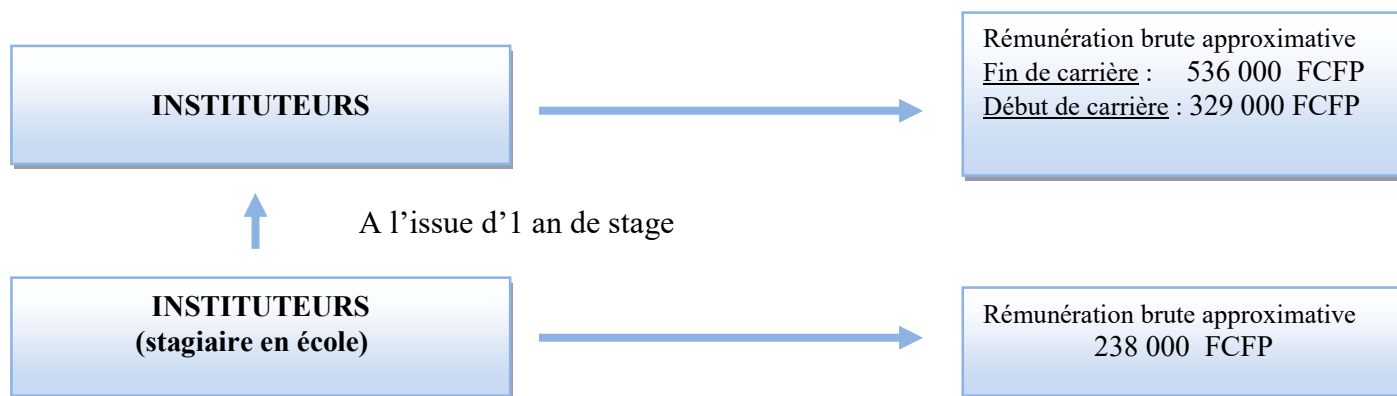 INSTITUTEURS
Rémunération brute approximative
Fin de carrière : 536 000 FCFP
Début de carrière : 329 000 FCFP
A l’issue d’1 an de stage
INSTITUTEURS
(stagiaire en école)
Rémunération brute approximative
238 000 FCFP